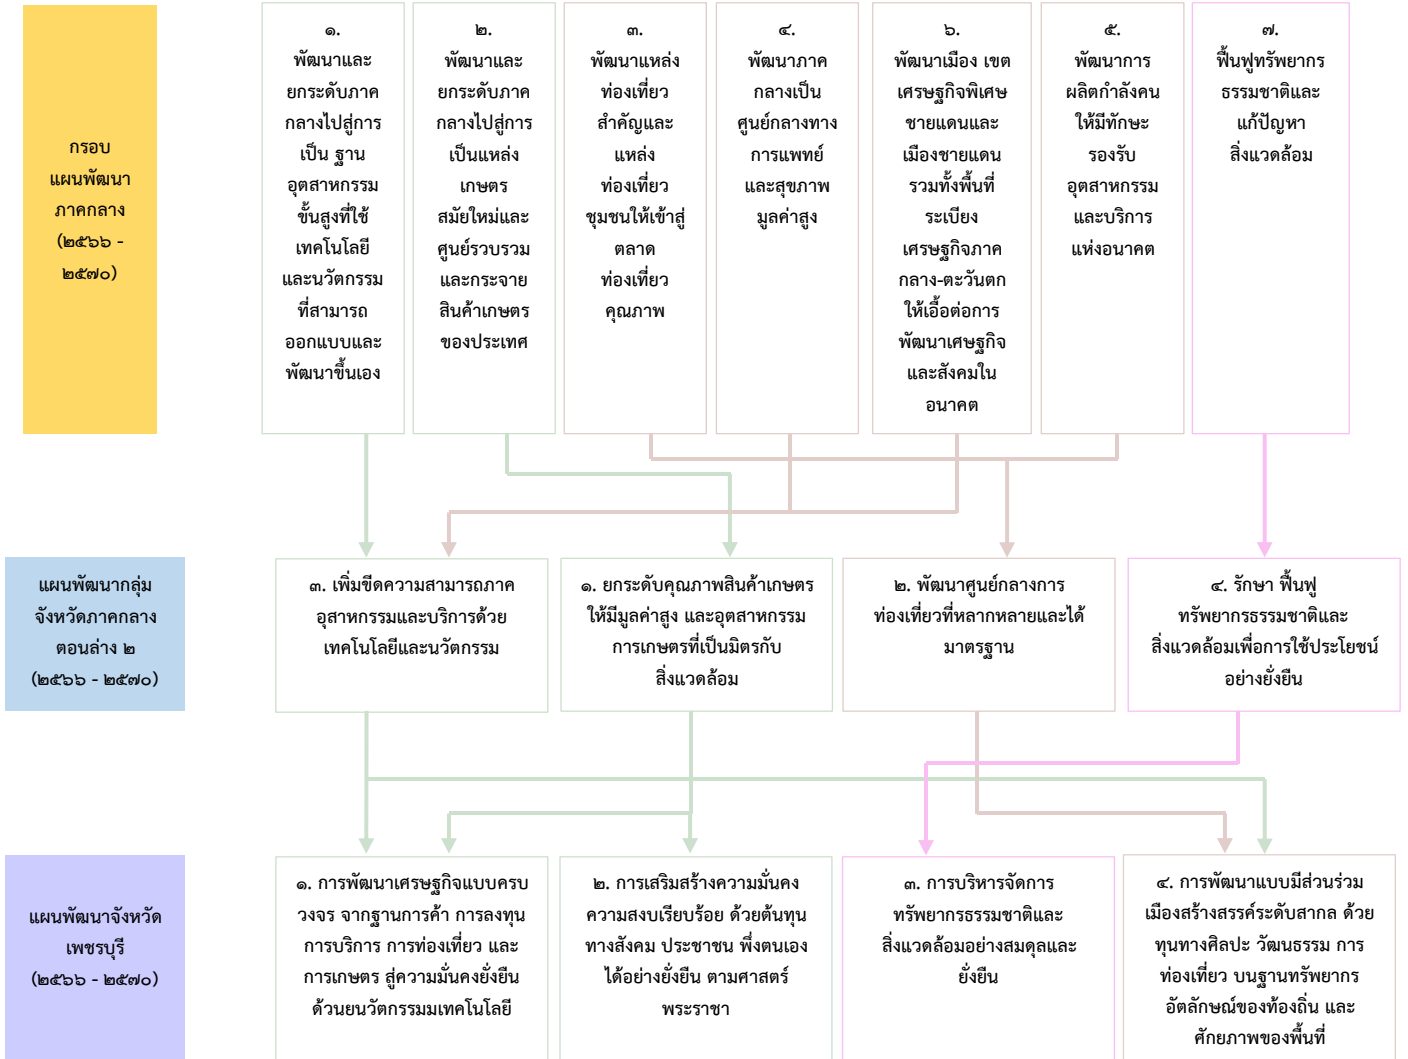 กรอบ
แผนพัฒนา
ภาคกลาง
(๒๕๖๖ -
๒๕๗๐)
๑.
พัฒนาและ
ยกระดับภาค
กลางไปสู่การ
เป็น ฐาน
อุตสาหกรรม
ขั้นสูงที่ใช้
เทคโนโลยี
และนวัตกรรม
ที่สามารถ
ออกแบบและ
พัฒนาขึ้นเอง
๒.
พัฒนาและ
ยกระดับภาค
กลางไปสู่การ
เป็นแหล่ง
เกษตร
สมัยใหม่และ
ศูนย์รวบรวม
และกระจาย
สินค้าเกษตร
ของประเทศ
๓.
พัฒนาแหล่ง
ท่องเที่ยว
สำคัญและ
แหล่ง
ท่องเที่ยว
ชุมชนให้เข้าสู่
ตลาด
ท่องเที่ยว
คุณภาพ
๔.
พัฒนาภาค
กลางเป็น
ศูนย์กลางทาง
การแพทย์
และสุขภาพ
มูลค่าสูง
๖.
พัฒนาเมือง เขต
เศรษฐกิจพิเศษ
ชายแดนและ
เมืองชายแดน
รวมทั้งพื้นที่
ระเบียง
เศรษฐกิจภาค
กลาง-ตะวันตก
ให้เอื้อต่อการ
พัฒนาเศรษฐกิจ
และสังคมใน
อนาคต
๕.
พัฒนาการ
ผลิตกำลังคน
ให้มีทักษะ
รองรับ
อุตสาหกรรม
และบริการ
แห่งอนาคต
๗.
ฟื้นฟูทรัพยากร
ธรรมชาติและ
แก้ปัญหา
สิ่งแวดล้อม
แผนพัฒนากลุ่ม
จังหวัดภาคกลาง
ตอนล่าง ๒
(๒๕๖๖ - ๒๕๗๐)
๓. เพิ่มขีดความสามารถภาค
อุสาหกรรมและบริการด้วย
เทคโนโลยีและนวัตกรรม
๑. ยกระดับคุณภาพสินค้าเกษตร
ให้มีมูลค่าสูง และอุตสาหกรรม
การเกษตรที่เป็นมิตรกับ
สิ่งแวดล้อม
๒. พัฒนาศูนย์กลางการ
ท่องเที่ยวที่หลากหลายและได้
มาตรฐาน
๔. รักษา ฟื้นฟู
ทรัพยากรธรรมชาติและ
สิ่งแวดล้อมเพื่อการใช้ประโยชน์
อย่างยั่งยืน
แผนพัฒนาจังหวัด
เพชรบุรี
(๒๕๖๖ - ๒๕๗๐)
๑. การพัฒนาเศรษฐกิจแบบครบ
วงจร จากฐานการค้า การลงทุน
การบริการ การท่องเที่ยว และ
การเกษตร สู่ความมั่นคงยั่งยืน
ด้วยนวัตกรรมมเทคโนโลยี
๒. การเสริมสร้างความมั่นคง
ความสงบเรียบร้อย ด้วยต้นทุน
ทางสังคม ประชาชน พึ่งตนเอง
ได้อย่างยั่งยืน ตามศาสตร์
พระราชา
๓. การบริหารจัดการ
ทรัพยากรธรรมชาติและ
สิ่งแวดล้อมอย่างสมดุลและ
ยั่งยืน
๔. การพัฒนาแบบมีส่วนร่วม
เมืองสร้างสรรค์ระดับสากล ด้วย
ทุนทางศิลปะ วัฒนธรรม การ
ท่องเที่ยว บนฐานทรัพยากร
อัตลักษณ์ของท้องถิ่น และ
ศักยภาพของพื้นที่